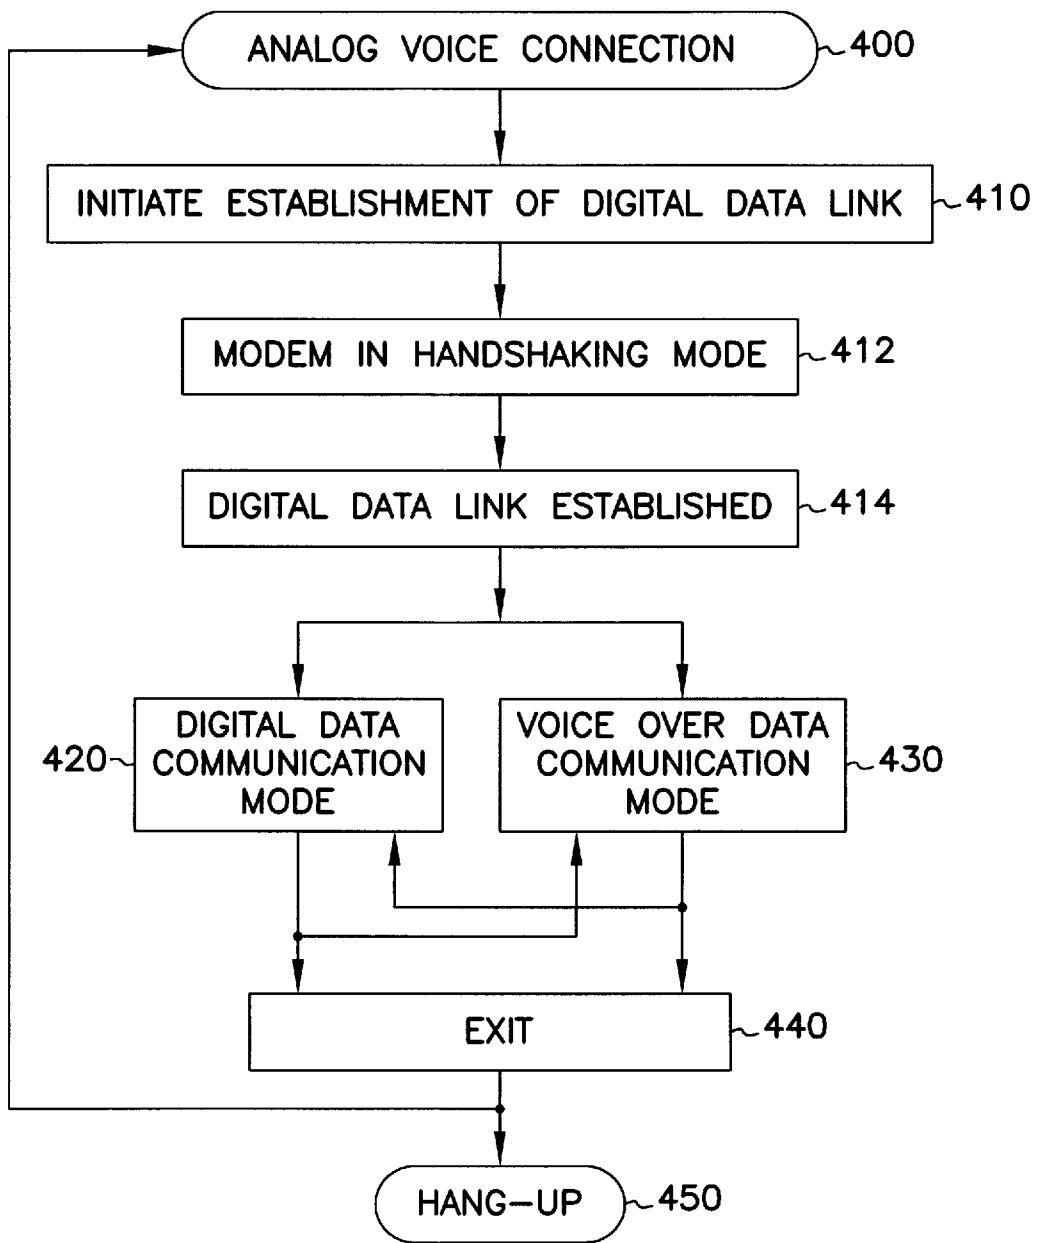 ANALOG VOICE CONNECTION 400
INITIATE ESTABLISHMENT OF DIGITAL DATA LINK 410
MODEM IN HANDSHAKING MODE 412
DIGITAL DATA LINK ESTABLISHED 414
420
DIGITAL DATA
COMMUNICATION
MODE
VOICE OVER DATA
COMMUNICATION
MODE
430
EXIT 440
HANG-UP 450